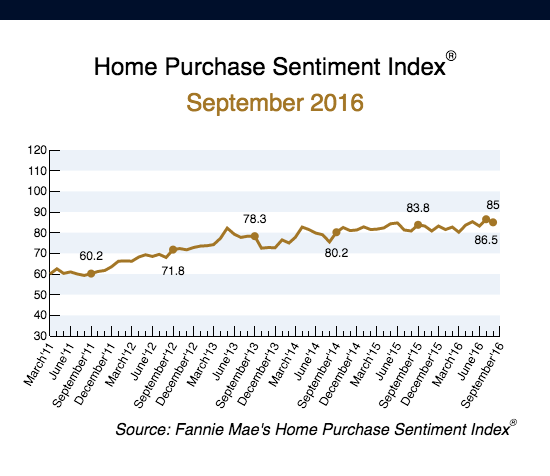 Home Purchase Sentiment Index®
September 2016
120
110
100
90
80
70
60
50
40
30
60.2
71.8
78.3
80.2
83.8
86.5
85
March'11
June'11
September'11
December'11
March'12
June'12
September'12
December'12
March'13
June'13
September'13
December'13
March'14
June'14
September'14
December'14
March'15
June'15
September'15
December'15
March'16
June'16
September'16
Source: Fannie Mae's Home Purchase Sentiment Index®